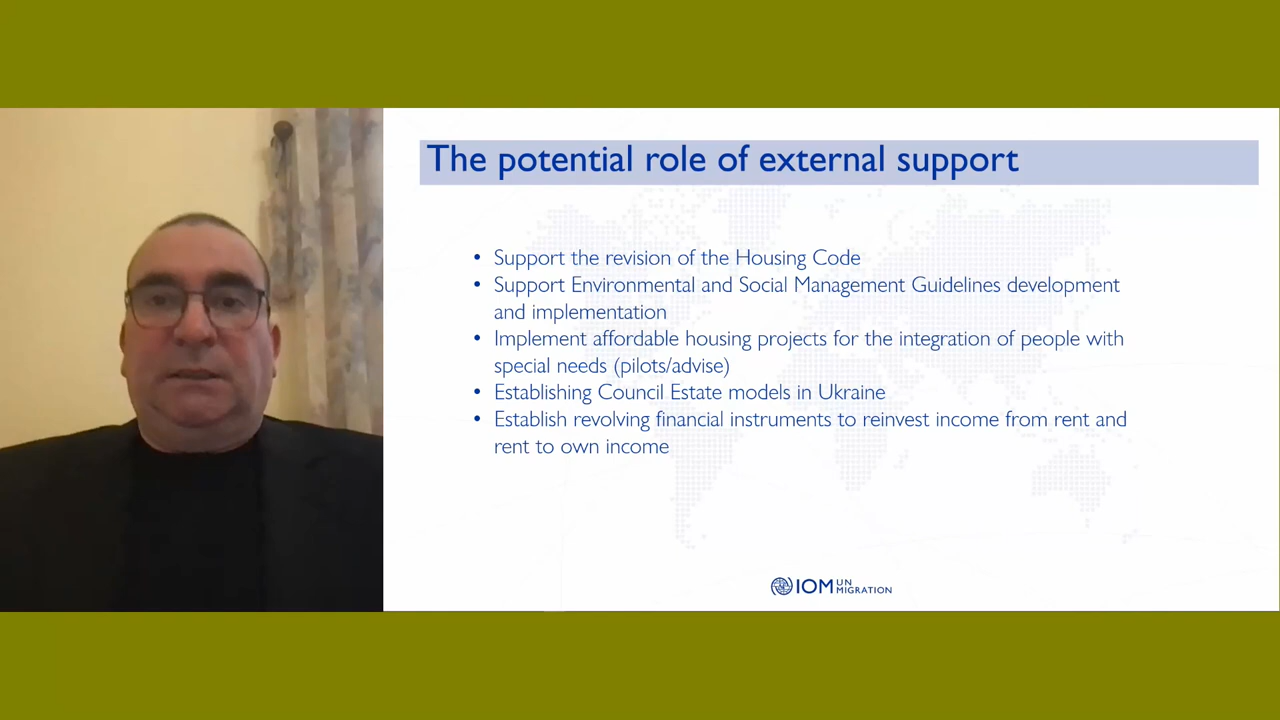 The potential role of external support
• Support the revision of the Housing Code
• Support Environmental and Social Management Guidelines development
and implementation
• Implement affordable housing projects for the integration of people with
special needs (pilots/advise)
• Establishing Council Estate models in Ukraine
• Establish revolving financial instruments to reinvest income from rent and
rent to own income
IOM UN
MIGRATION